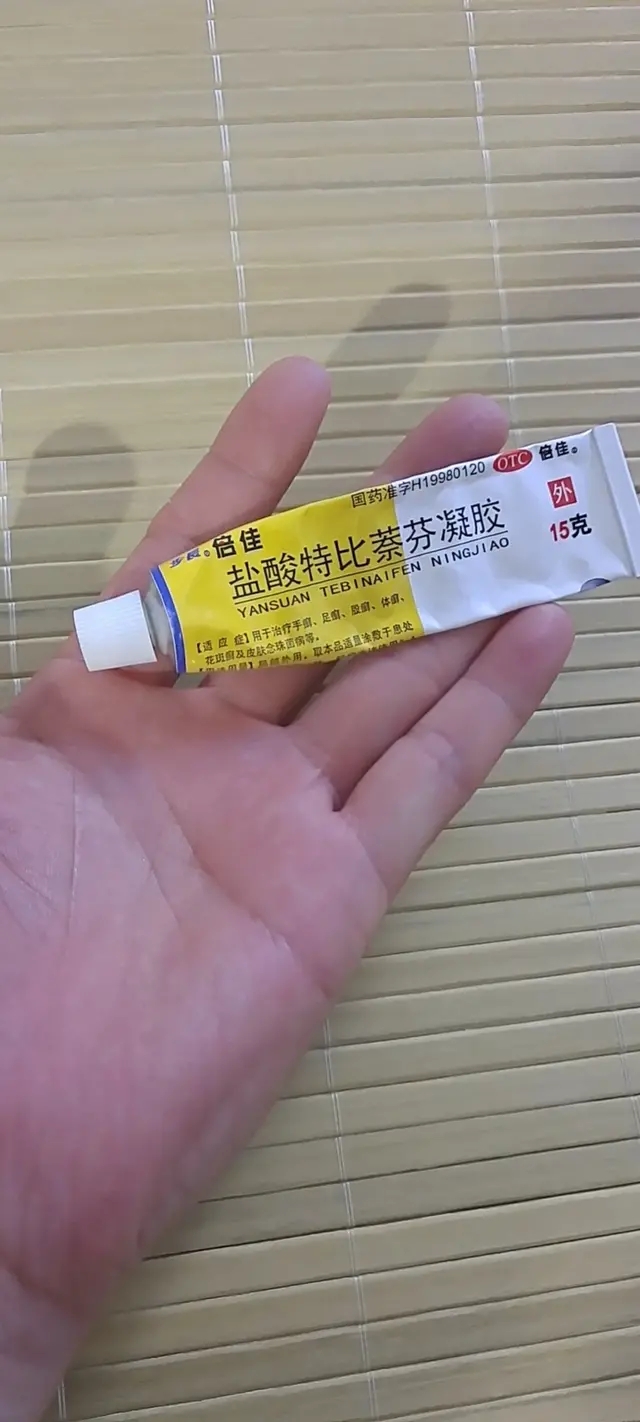 国药准字H19980120 OTC 倍佳®
外
15克
倍佳
盐酸特比萘芬凝胶
YANSUAN TEBINAIFEN NINGJIAO
【适 应 症】用于治疗手癣、足癣、股癣、体癣、
花斑癣及皮肤念珠菌病等。
局部外用，取本品适量涂敷于患处